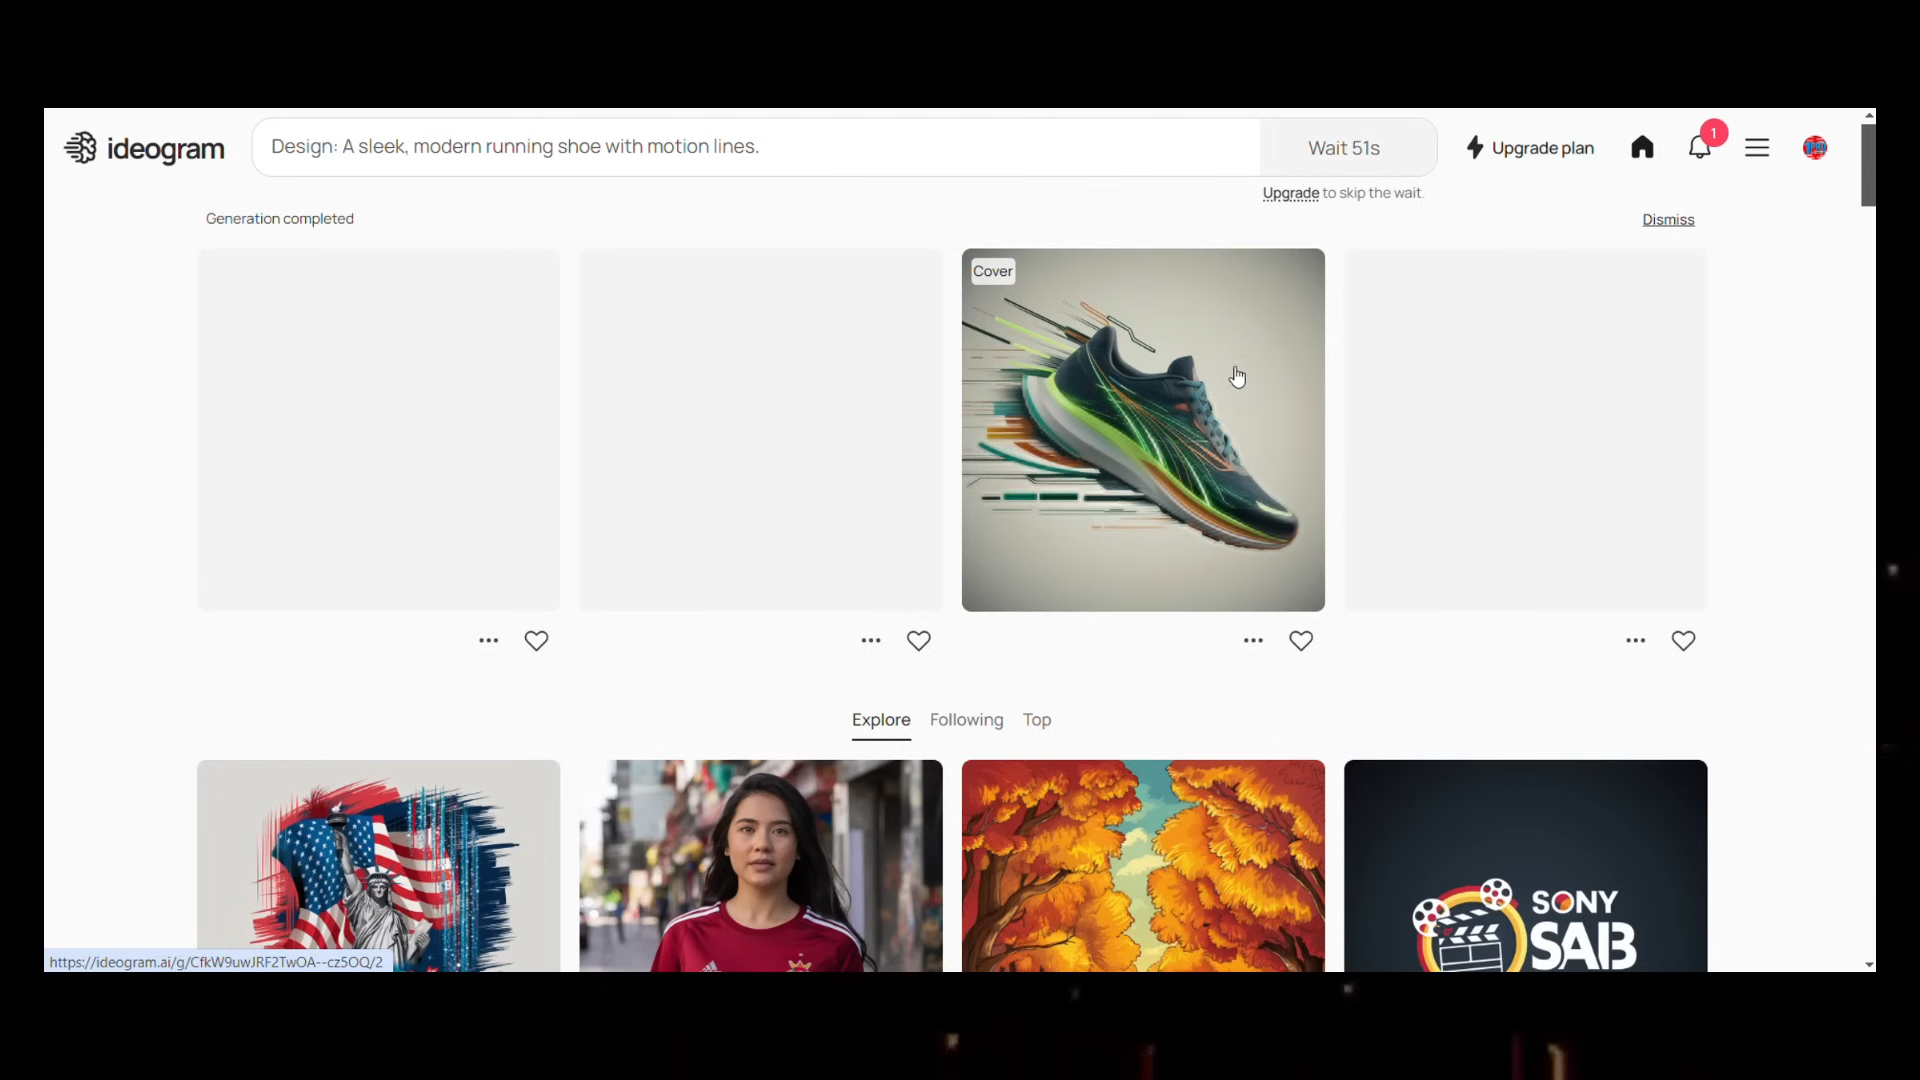 ideogram
Design: A sleek, modern running shoe with motion lines.
Wait 51s
Upgrade plan
1
Upgrade to skip the wait.
Generation completed
Dismiss
Cover
Explore
Following
Top
SONY
SAB
https://ideogram.ai/g/CfkW9uwJRF2TwOA--cz5OQ/2